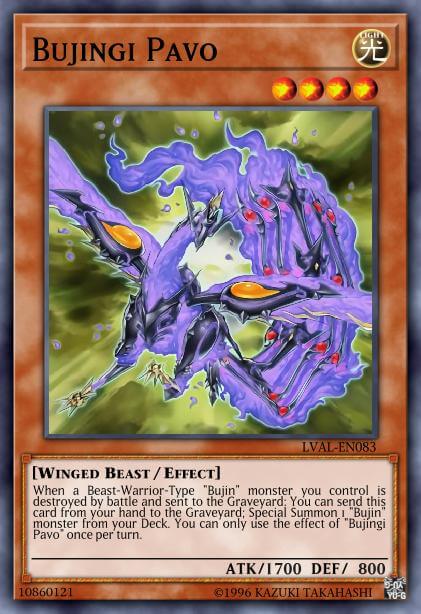 Bujingi Pavo
LIGHT
光
LVAL-EN083
[Winged Beast / Effect]
When a Beast-Warrior-Type "Bujin" monster you control is
destroyed by battle and sent to the Graveyard: You can send
this card from your hand to the Graveyard; Special Summon 1 "Bujin"
monster from your Deck. You can only use the effect of "Bujingi
Pavo" once per turn.
ATK/1700 DEF/ 800
10860121
©1996 KAZUKI TAKAHASHI